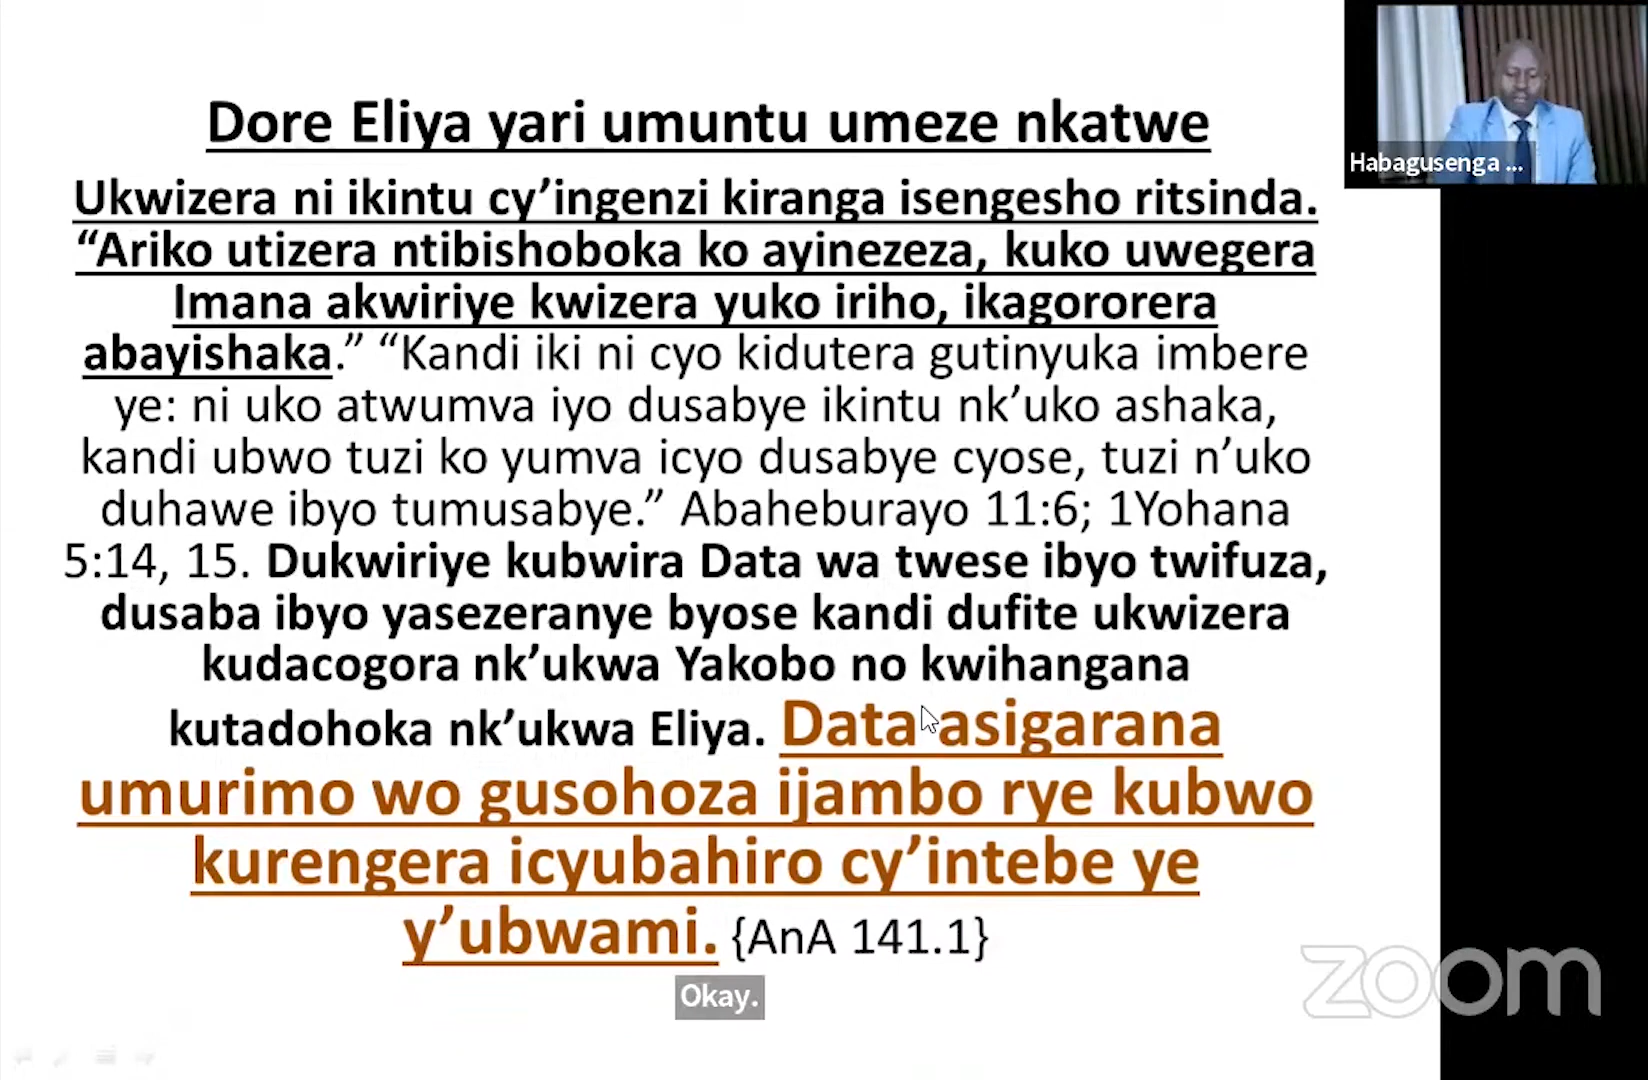 Dore Eliya yari umuntu umeze nkatwe
Ukwizera ni ikintu cy’ingenzi kiranga isengesho ritsinda.
“Ariko utizera ntibishoboka ko ayinezeza, kuko uwegera
Imana akwiriye kwizera yuko iriho, ikagororera
abayishaka.” “Kandi iki ni cyo kidutera gutinyuka imbere
ye: ni uko atwumva iyo dusabye ikintu nk’uko ashaka,
kandi ubwo tuzi ko yumva icyo dusabye cyose, tuzi n’uko
duhawe ibyo tumusabye.” Abaheburayo 11:6; 1Yohana
5:14, 15. Dukwiriye kubwira Data wa twese ibyo twifuza,
dusaba ibyo yasezeranye byose kandi dufite ukwizera
kudacogora nk’ukwa Yakobo no kwihangana
kutadohoka nk’ukwa Eliya. Data asigarana
umurimo wo gusohoza ijambo rye kubwo
kurengera icyubahiro cy’intebe ye
y’ubwami. {AnA 141.1}
Okay.
Habagusenga ...
zoom